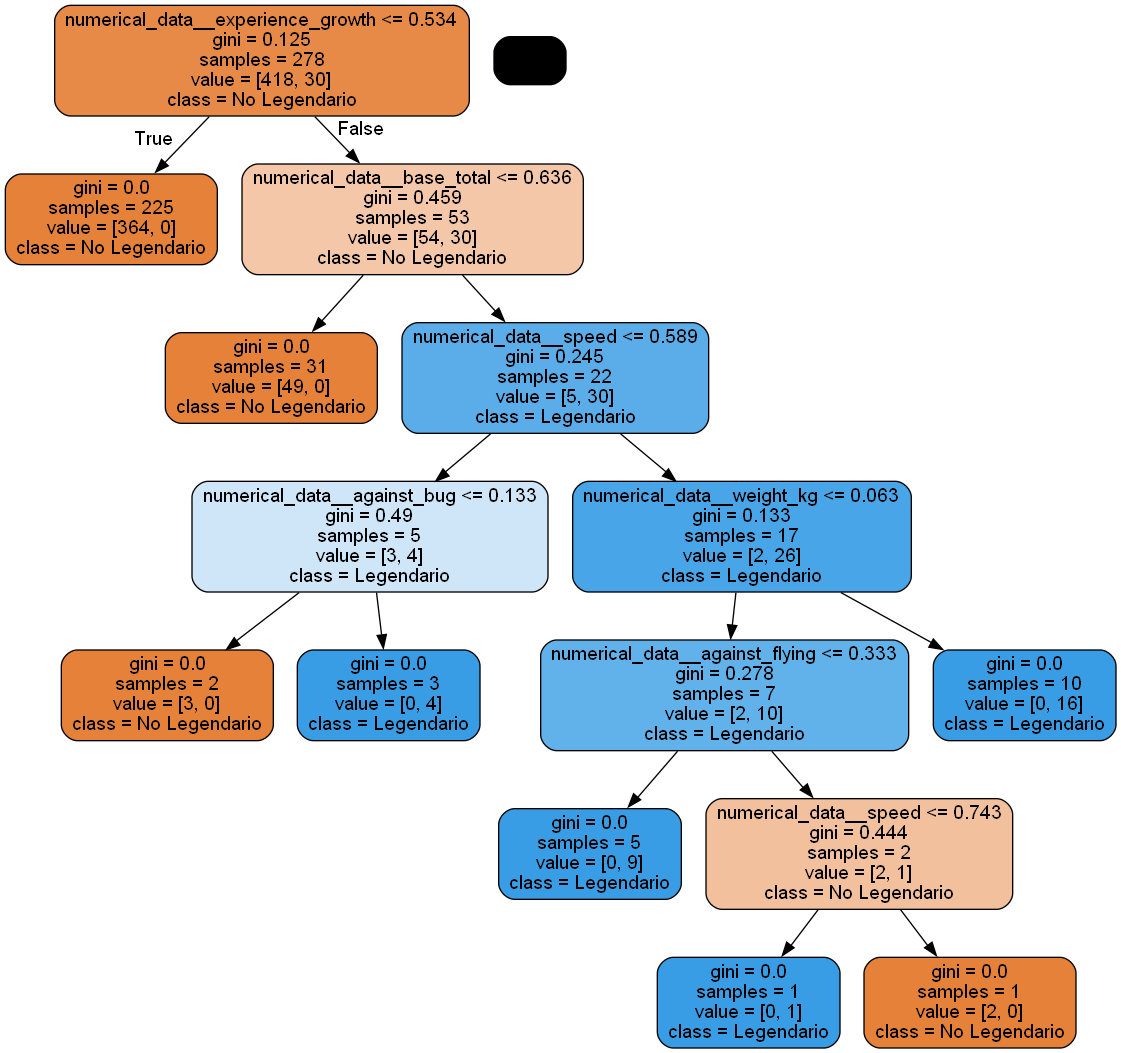 numerical_data__experience_growth <= 0.534
gini = 0.125
samples = 278
value = [418, 30]
class = No Legendario
True
False
gini = 0.0
samples = 225
value = [364, 0]
class = No Legendario
numerical_data__base_total <= 0.636
gini = 0.459
samples = 53
value = [54, 30]
class = No Legendario
gini = 0.0
samples = 31
value = [49, 0]
class = No Legendario
numerical_data__speed <= 0.589
gini = 0.245
samples = 22
value = [5, 30]
class = Legendario
numerical_data__against_bug <= 0.133
gini = 0.49
samples = 5
value = [3, 4]
class = Legendario
numerical_data__weight_kg <= 0.063
gini = 0.133
samples = 17
value = [2, 26]
class = Legendario
gini = 0.0
samples = 2
value = [3, 0]
class = No Legendario
gini = 0.0
samples = 3
value = [0, 4]
class = Legendario
numerical_data__against_flying <= 0.333
gini = 0.278
samples = 7
value = [2, 10]
class = Legendario
gini = 0.0
samples = 10
value = [0, 16]
class = Legendario
gini = 0.0
samples = 5
value = [0, 9]
class = Legendario
numerical_data__speed <= 0.743
gini = 0.444
samples = 2
value = [2, 1]
class = No Legendario
gini = 0.0
samples = 1
value = [0, 1]
class = Legendario
gini = 0.0
samples = 1
value = [2, 0]
class = No Legendario